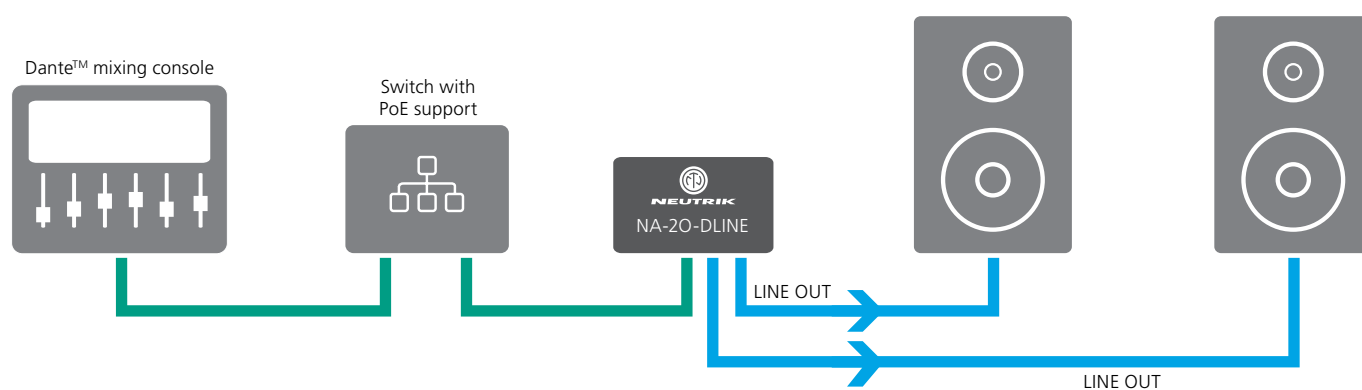 Dante™ mixing console
Switch with
PoE support
NEUTRIK
NA-2O-DLINE
LINE OUT
LINE OUT